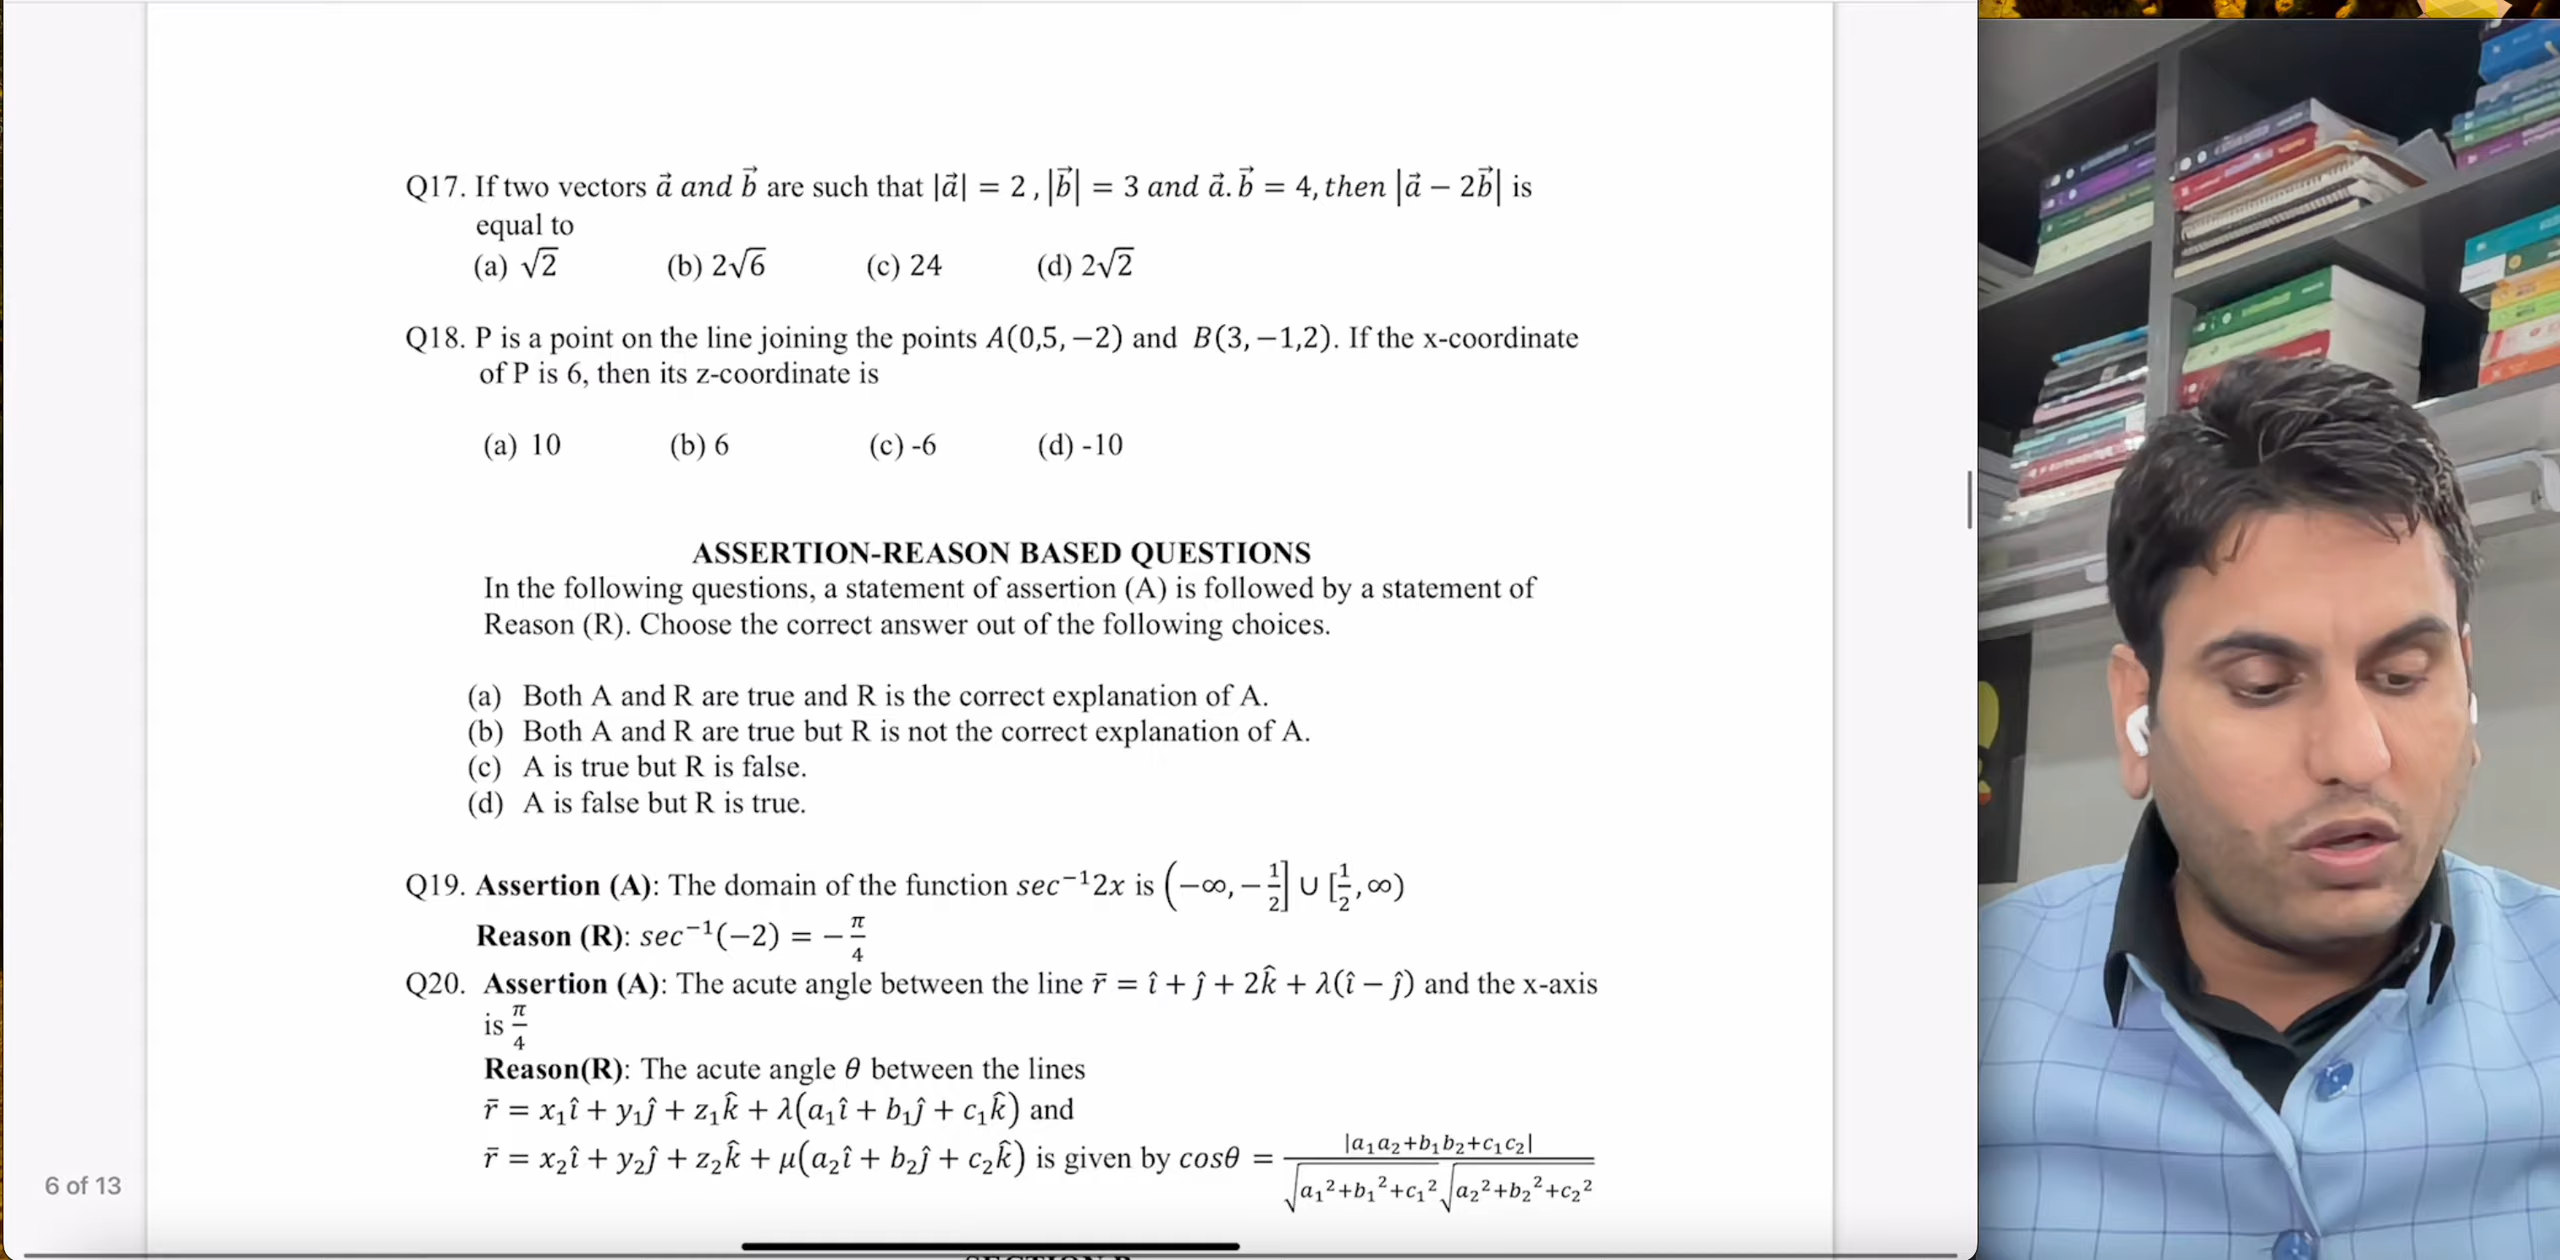 Q17. If two vectors a⃗ and b⃗ are such that |a⃗| = 2 , |b⃗| = 3 and a⃗. b⃗ = 4, then |a⃗ − 2b⃗| is
equal to
(a) √2 (b) 2√6 (c) 24 (d) 2√2
Q18. P is a point on the line joining the points A(0,5, −2) and B(3, −1,2). If the x-coordinate
of P is 6, then its z-coordinate is
(a) 10 (b) 6 (c) -6 (d) -10
ASSERTION-REASON BASED QUESTIONS
In the following questions, a statement of assertion (A) is followed by a statement of
Reason (R). Choose the correct answer out of the following choices.
(a) Both A and R are true and R is the correct explanation of A.
(b) Both A and R are true but R is not the correct explanation of A.
(c) A is true but R is false.
(d) A is false but R is true.
Q19. Assertion (A): The domain of the function sec⁻¹2x is (−∞, −1/2] ∪ [1/2, ∞)
Reason (R): sec⁻¹(−2) = −π/4
Q20. Assertion (A): The acute angle between the line r̄ = î + ĵ + 2k̂ + λ(î − ĵ) and the x-axis
is π/4
Reason(R): The acute angle θ between the lines
r̄ = x₁î + y₁ĵ + z₁k̂ + λ(a₁î + b₁ĵ + c₁k̂) and
r̄ = x₂î + y₂ĵ + z₂k̂ + μ(a₂î + b₂ĵ + c₂k̂) is given by cosθ = |a₁a₂+b₁b₂+c₁c₂| / √(a₁²+b₁²+c₁²) √(a₂²+b₂²+c₂²)
6 of 13